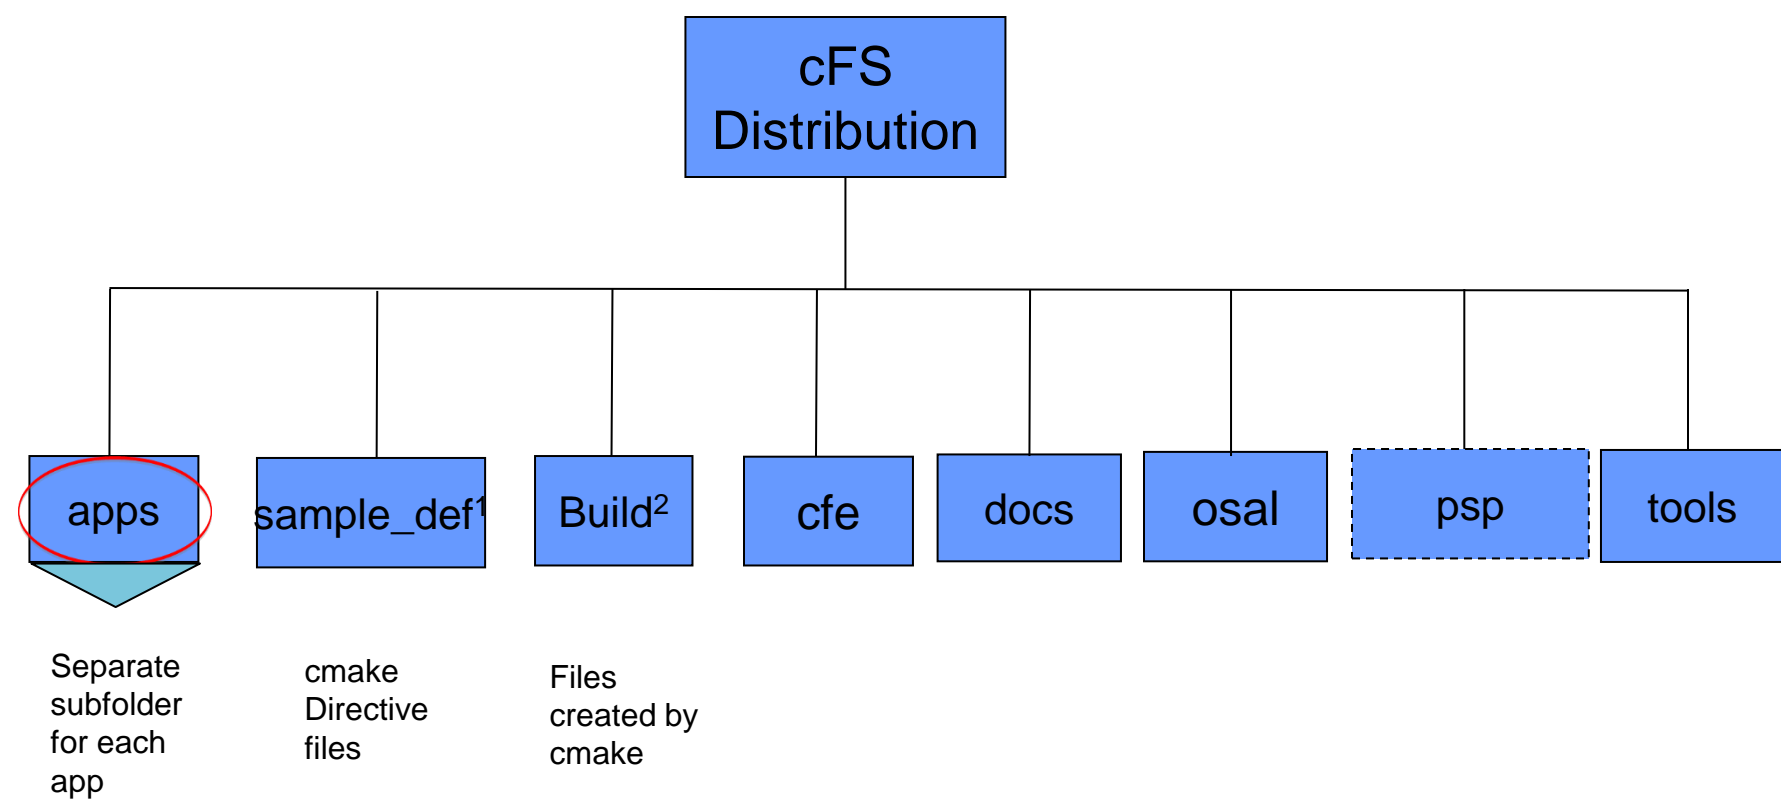 cFS
Distribution
apps
sample_def¹
Build²
cfe
docs
osal
psp
tools
Separate
subfolder
for each
app
cmake
Directive
files
Files
created by
cmake